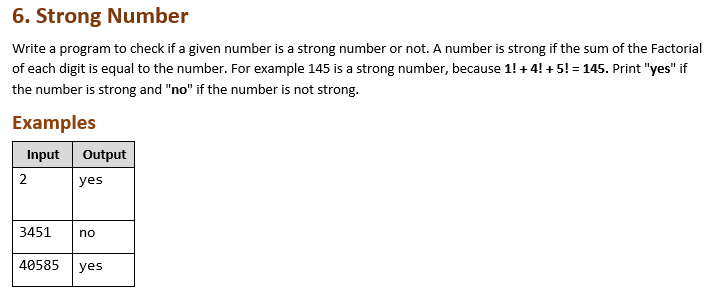 6. Strong Number
Write a program to check if a given number is a strong number or not. A number is strong if the sum of the Factorial
of each digit is equal to the number. For example 145 is a strong number, because 1! + 4! + 5! = 145. Print "yes" if
the number is strong and "no" if the number is not strong.
Examples
Input Output
2 yes
3451 no
40585 yes